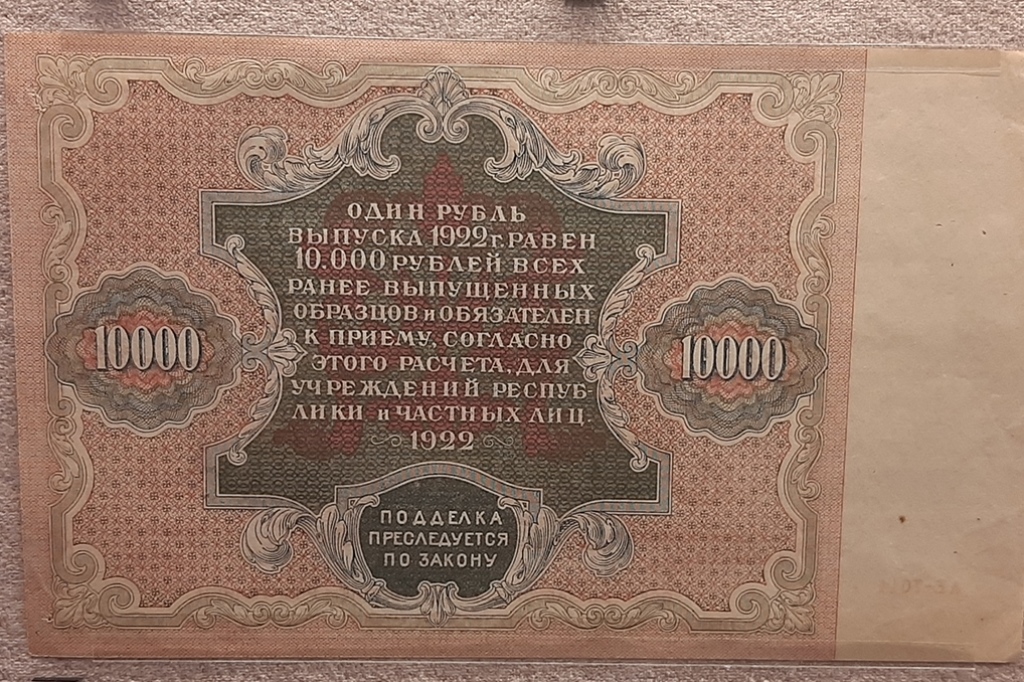 ОДИН РУБЛЬ
ВЫПУСКА 1922 г. РАВЕН
10.000 РУБЛЕЙ ВСЕХ
РАНЕЕ ВЫПУЩЕННЫХ
ОБРАЗЦОВ и ОБЯЗАТЕЛЕН
К ПРИЕМУ, СОГЛАСНО
ЭТОГО РАСЧЕТА, ДЛЯ
УЧРЕЖДЕНИЙ РЕСПУБ-
ЛИКИ и ЧАСТНЫХ ЛИЦ.
1922
10000
10000
ПОДДЕЛКА
ПРЕСЛЕДУЕТСЯ
ПО ЗАКОНУ